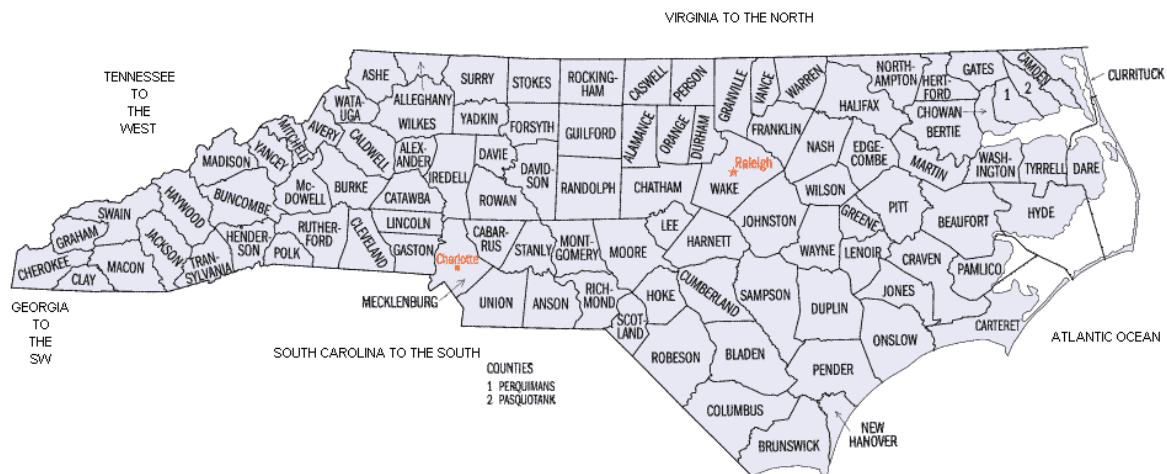 VIRGINIA TO THE NORTH
TENNESSEE
TO
THE
WEST
ASHE
ALLEGHANY
SURRY
STOKES
ROCKING-
HAM
CASWELL
PERSON
GRANVILLE
VANCE
WARREN
NORTH-
AMPTON
HERT-
FORD
GATES
CAMDEN
CURRITUCK
WATA-
UGA
WILKES
YADKIN
FORSYTH
GUILFORD
ALAMANCE
ORANGE
DURHAM
FRANKLIN
HALIFAX
CHOWAN
1
2
BERTIE
MITCHELL
AVERY
CALDWELL
ALEX-
ANDER
IREDELL
DAVIE
DAVID-
SON
RANDOLPH
CHATHAM
Raleigh
WAKE
NASH
EDGE-
COMBE
MARTIN
WASH-
INGTON
TYRRELL
DARE
MADISON
YANCEY
Mc-
DOWELL
BURKE
CATAWBA
ROWAN
WILSON
PITT
BEAUFORT
HYDE
SWAIN
HAYWOOD
BUNCOMBE
RUTHER-
FORD
CLEVELAND
LINCOLN
GASTON
CABAR-
RUS
STANLY
MONT-
GOMERY
MOORE
LEE
HARNETT
JOHNSTON
GREENE
WAYNE
LENOIR
CRAVEN
PAMLICO
GRAHAM
CHEROKEE
CLAY
MACON
JACKSON
TRAN-
SYLVANIA
HENDER-
SON
POLK
Charlotte
MECKLENBURG
UNION
ANSON
RICH-
MOND
SCOT-
LAND
HOKE
CUMBERLAND
SAMPSON
DUPLIN
JONES
CARTERET
ONSLOW
GEORGIA
TO
THE
SW
SOUTH CAROLINA TO THE SOUTH
ATLANTIC OCEAN
ROBESON
BLADEN
PENDER
COUNTIES
1 PERQUIMANS
2 PASQUOTANK
COLUMBUS
BRUNSWICK
NEW
HANOVER